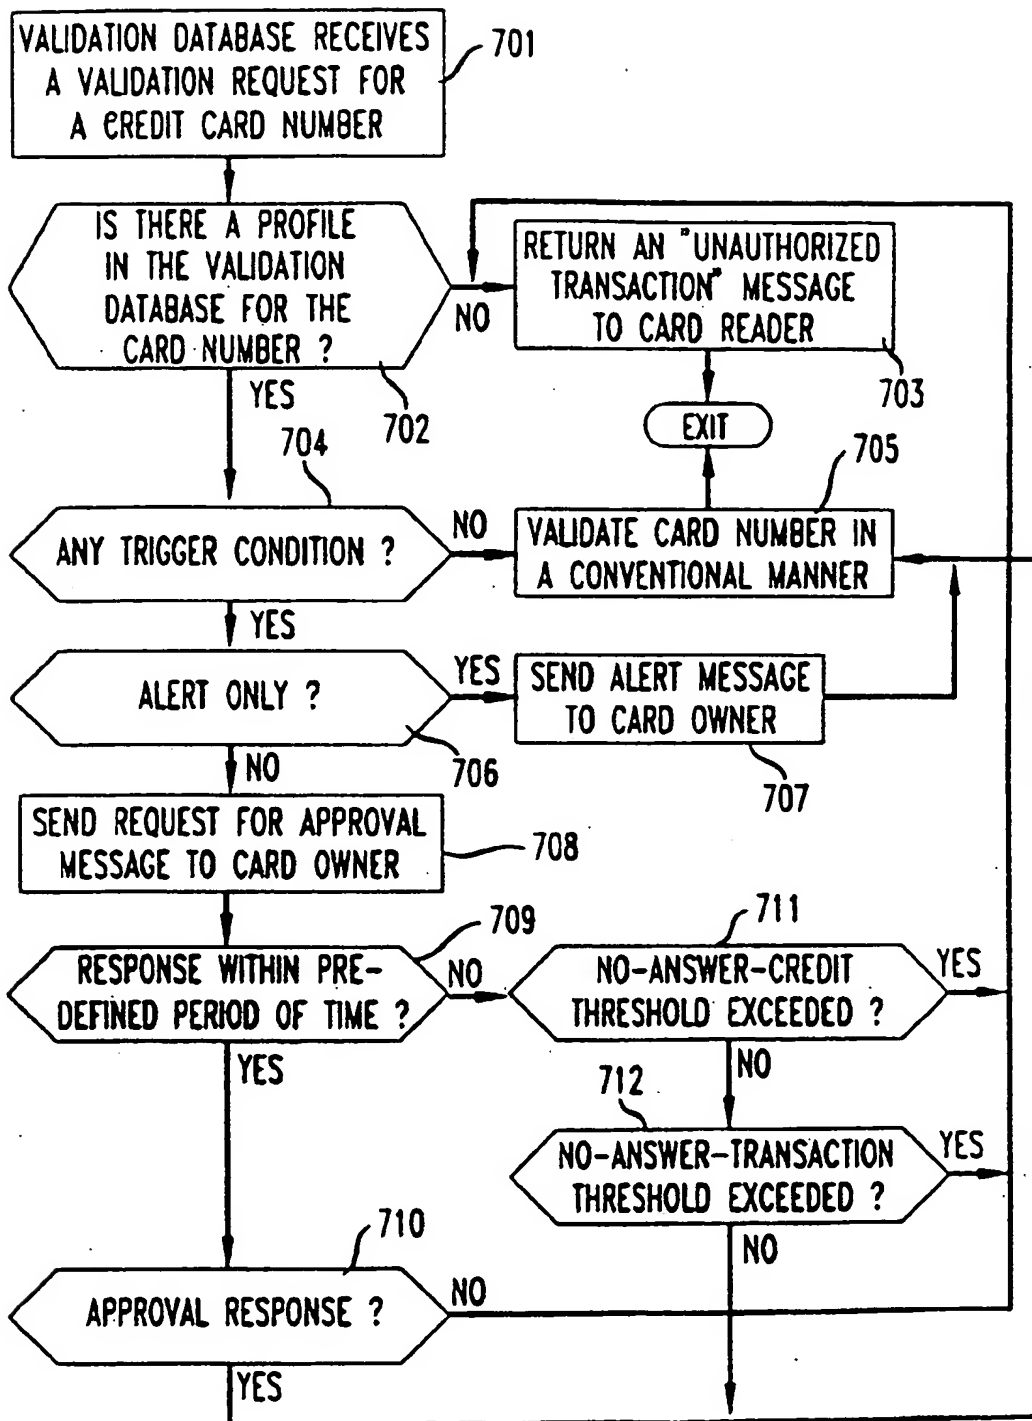 VALIDATION DATABASE RECEIVES
A VALIDATION REQUEST FOR
A CREDIT CARD NUMBER
701
IS THERE A PROFILE
IN THE VALIDATION
DATABASE FOR THE
CARD NUMBER ?
702
NO
YES
RETURN AN "UNAUTHORIZED
TRANSACTION" MESSAGE
TO CARD READER
703
EXIT
704
ANY TRIGGER CONDITION ?
NO
YES
705
VALIDATE CARD NUMBER IN
A CONVENTIONAL MANNER
ALERT ONLY ?
YES
706
NO
SEND ALERT MESSAGE
TO CARD OWNER
707
SEND REQUEST FOR APPROVAL
MESSAGE TO CARD OWNER
708
709
RESPONSE WITHIN PRE-
DEFINED PERIOD OF TIME ?
NO
YES
711
NO-ANSWER-CREDIT
THRESHOLD EXCEEDED ?
YES
NO
712
NO-ANSWER-TRANSACTION
THRESHOLD EXCEEDED ?
YES
NO
710
APPROVAL RESPONSE ?
NO
YES